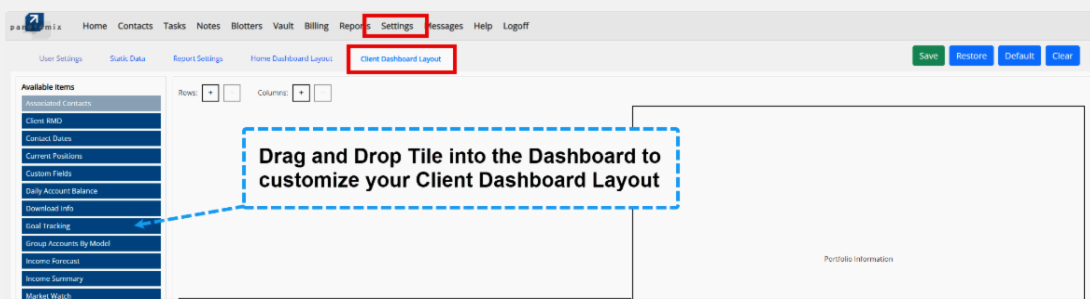 Home Contacts Tasks Notes Blotters Vault Billing Reports Settings Messages Help Logoff
User Settings Static Data Report Settings Home Dashboard Layout Client Dashboard Layout Save Restore Default Clear
Available Items
Rows: + - Columns: + -
Associated Contacts
Client RMD
Contact Dates
Current Positions
Custom Fields
Daily Account Balance
Download Info
Goal Tracking
Group Accounts By Model
Income Forecast
Income Summary
Market Watch
Drag and Drop Tile into the Dashboard to
customize your Client Dashboard Layout
Portfolio Information